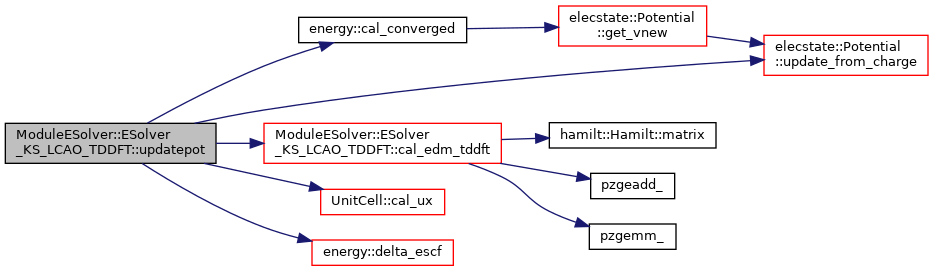 energy::cal_converged
elecstate::Potential
::get_vnew
elecstate::Potential
::update_from_charge
ModuleESolver::ESolver
_KS_LCAO_TDDFT::updatepot
ModuleESolver::ESolver
_KS_LCAO_TDDFT::cal_edm_tddft
hamilt::Hamilt::matrix
pzgeadd_
UnitCell::cal_ux
pzgemm_
energy::delta_escf